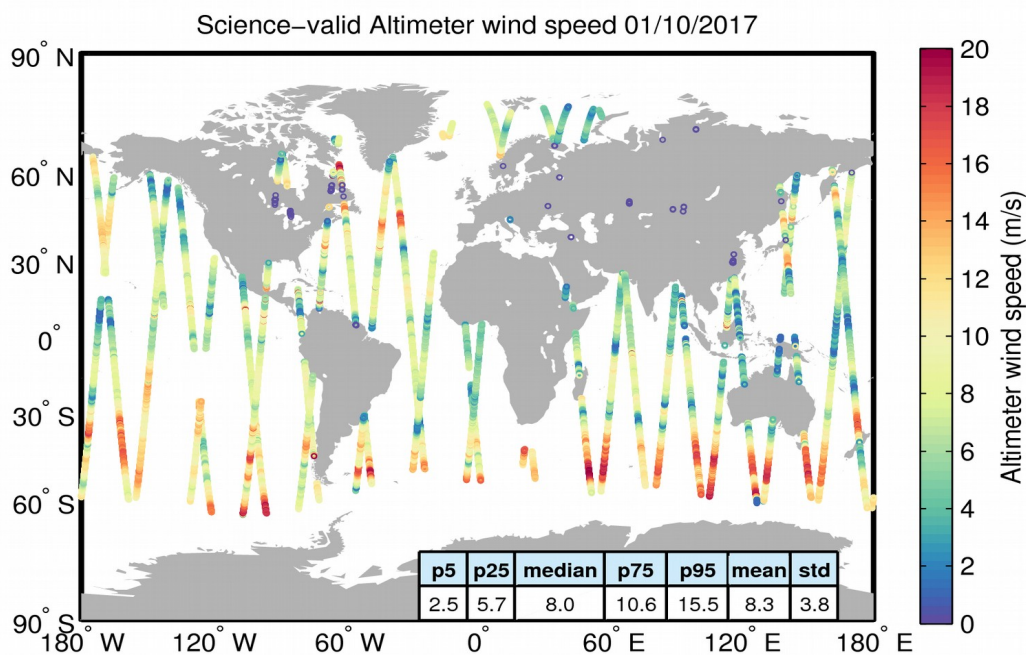 Science−valid Altimeter wind speed 01/10/2017
90° N
60° N
30° N
0°
30° S
60° S
90° S
180° W
120° W
60° W
0°
60° E
120° E
180° E
p5 p25 median p75 p95 mean std
2.5 5.7 8.0 10.6 15.5 8.3 3.8
20
18
16
14
12
10
8
6
4
2
0
Altimeter wind speed (m/s)